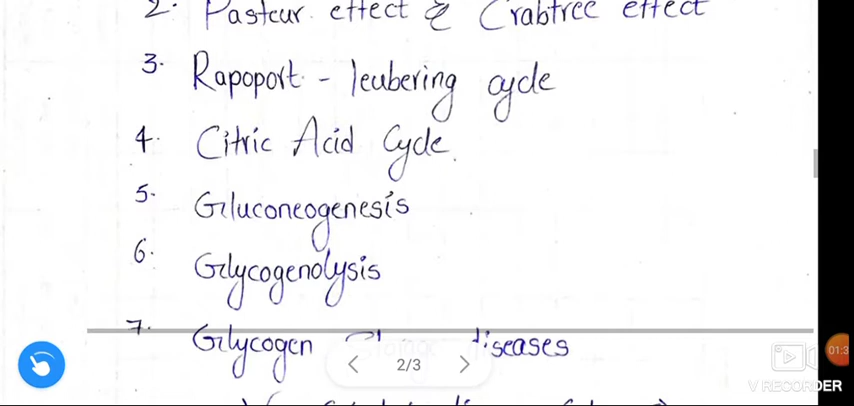 2. Pasteur effect & Crabtree effect
3. Rapoport - leubering cycle
4. Citric Acid Cycle.
5. Gluconeogenesis
6. Glycogenolysis
7. Glycogen diseases
2/3
01:3
V RECORDER